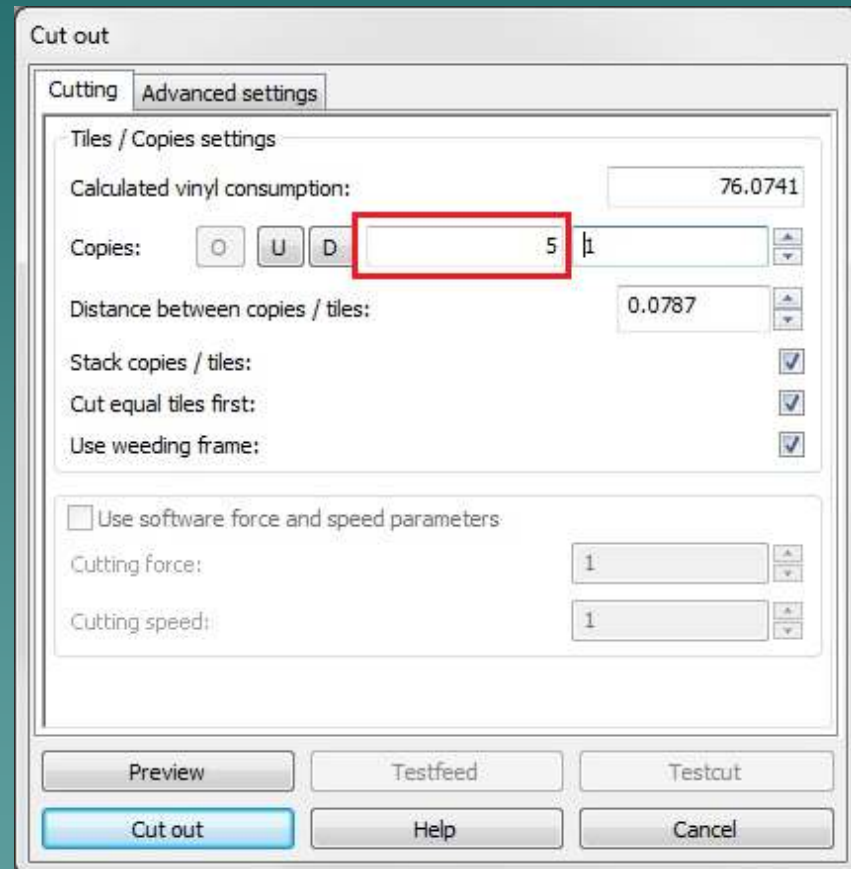 Cut out
Cutting Advanced settings
Tiles / Copies settings
Calculated vinyl consumption: 76.0741
Copies: O U D 5 1
Distance between copies / tiles: 0.0787
Stack copies / tiles:
Cut equal tiles first:
Use weeding frame:
Use software force and speed parameters
Cutting force: 1
Cutting speed: 1
Preview Testfeed Testcut
Cut out Help Cancel